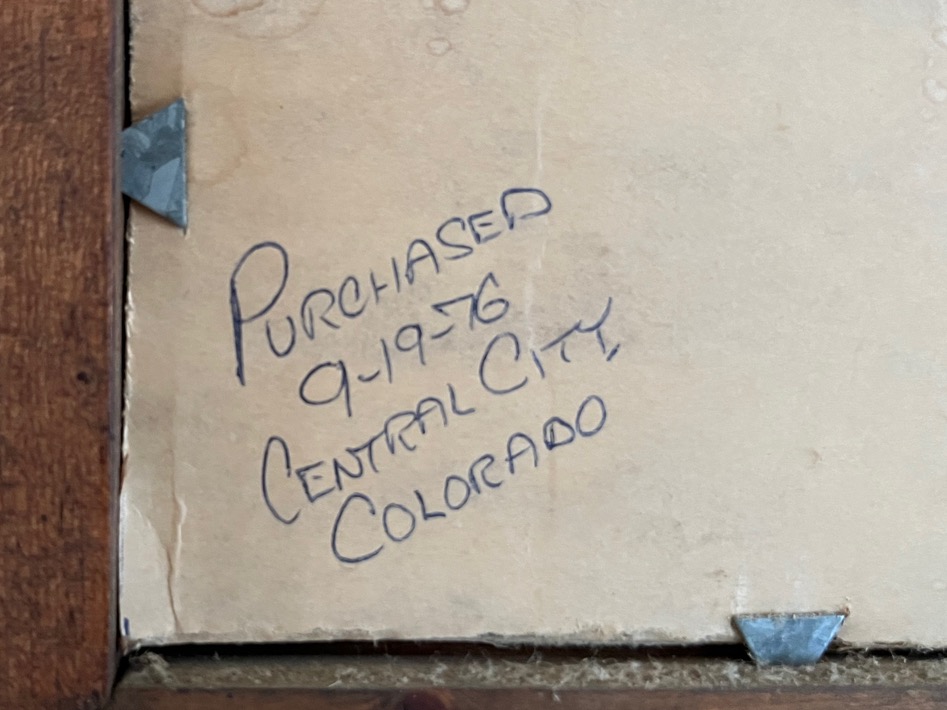 PURCHASED
9-19-76
CENTRAL CITY,
COLORADO